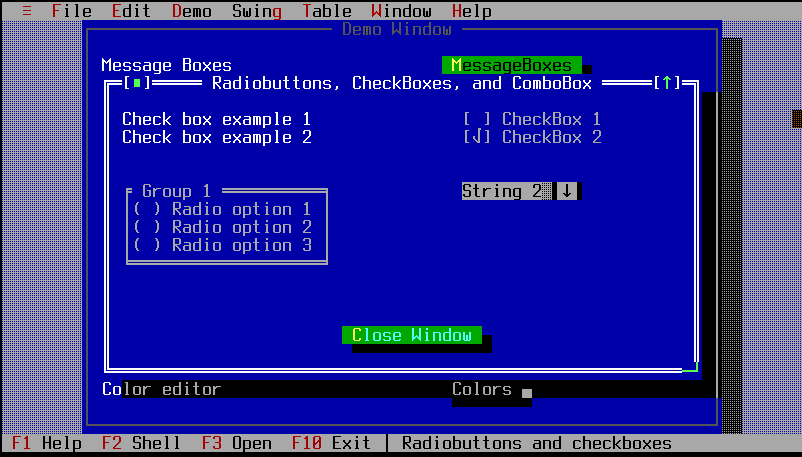 ≡ File Edit Demo Swing Table Window Help
Demo Window
Message Boxes MessageBoxes
[■] Radiobuttons, CheckBoxes, and ComboBox [↑]
Check box example 1 [ ] CheckBox 1
Check box example 2 [√] CheckBox 2
Group 1 String 2 ↓
( ) Radio option 1
( ) Radio option 2
( ) Radio option 3
Close Window
Color editor Colors
F1 Help F2 Shell F3 Open F10 Exit │ Radiobuttons and checkboxes